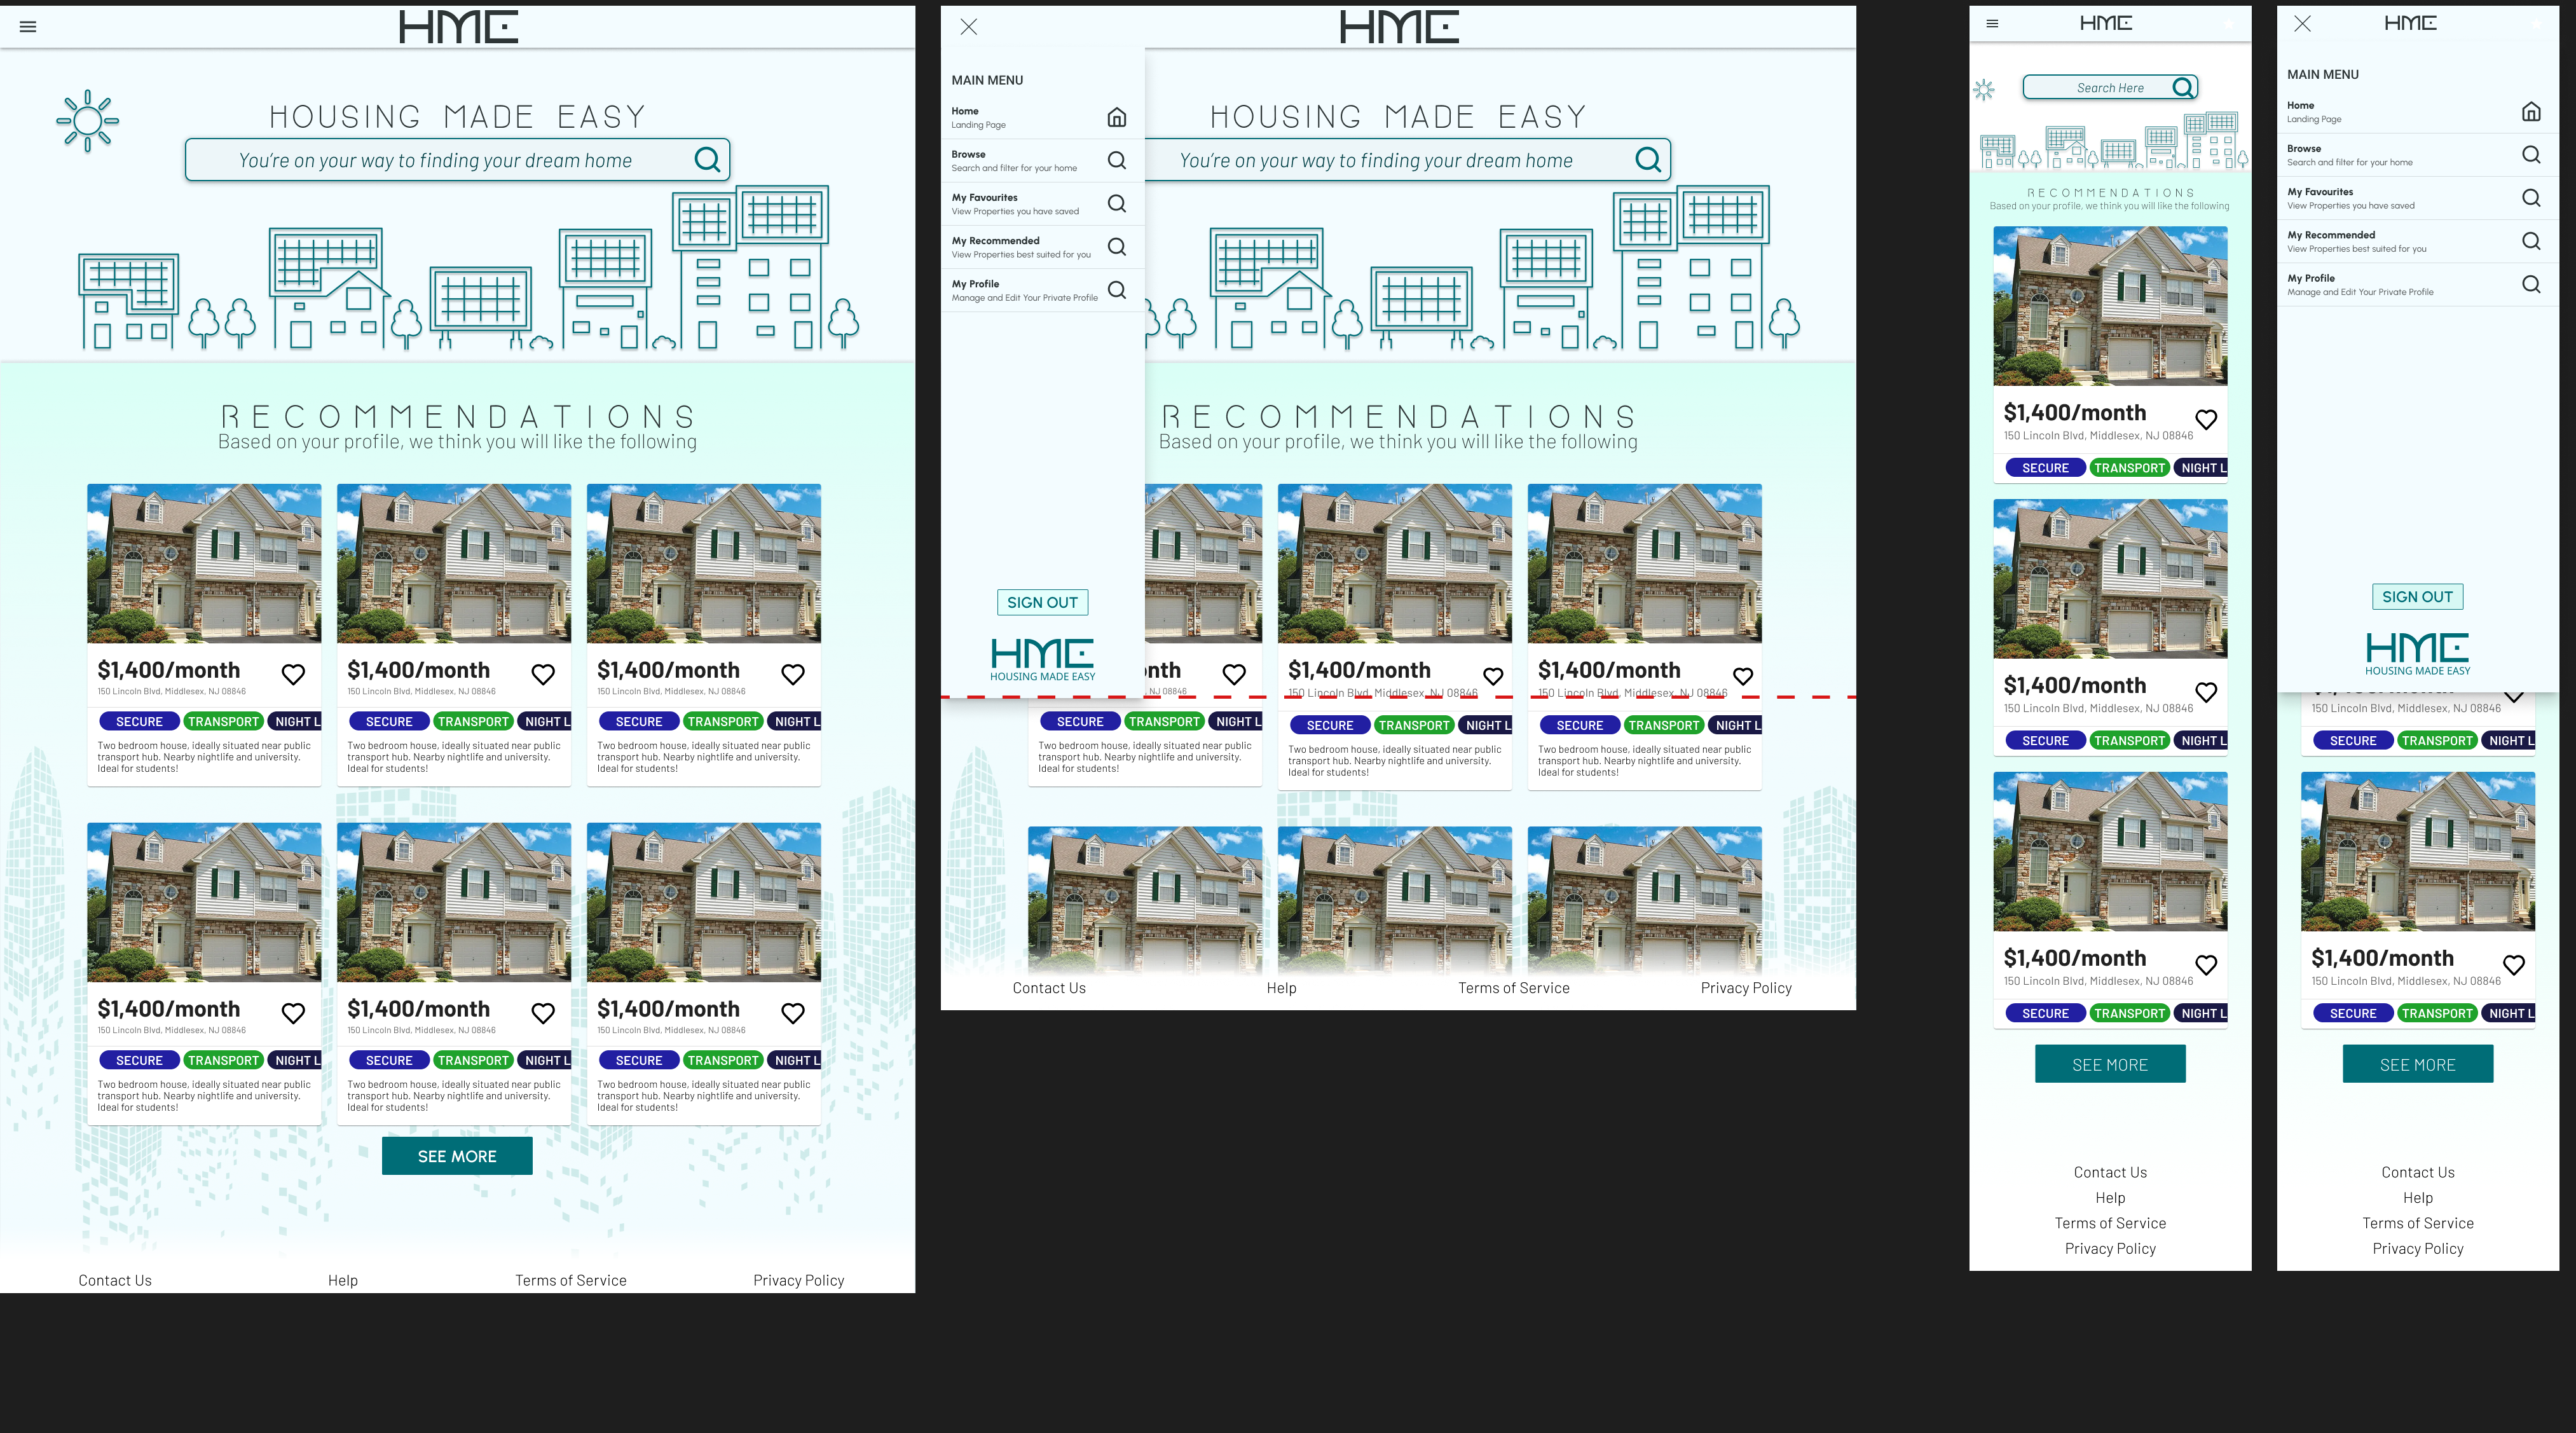 HME
HOUSING MADE EASY
You're on your way to finding your dream home
RECOMMENDATIONS
Based on your profile, we think you will like the following
$1,400/month
150 Lincoln Blvd, Middlesex, NJ 08846
SECURE TRANSPORT NIGHT L
Two bedroom house, ideally situated near public
transport hub. Nearby nightlife and university.
Ideal for students!
$1,400/month
150 Lincoln Blvd, Middlesex, NJ 08846
SECURE TRANSPORT NIGHT L
Two bedroom house, ideally situated near public
transport hub. Nearby nightlife and university.
Ideal for students!
$1,400/month
150 Lincoln Blvd, Middlesex, NJ 08846
SECURE TRANSPORT NIGHT L
Two bedroom house, ideally situated near public
transport hub. Nearby nightlife and university.
Ideal for students!
$1,400/month
150 Lincoln Blvd, Middlesex, NJ 08846
SECURE TRANSPORT NIGHT L
Two bedroom house, ideally situated near public
transport hub. Nearby nightlife and university.
Ideal for students!
$1,400/month
150 Lincoln Blvd, Middlesex, NJ 08846
SECURE TRANSPORT NIGHT L
Two bedroom house, ideally situated near public
transport hub. Nearby nightlife and university.
Ideal for students!
$1,400/month
150 Lincoln Blvd, Middlesex, NJ 08846
SECURE TRANSPORT NIGHT L
Two bedroom house, ideally situated near public
transport hub. Nearby nightlife and university.
Ideal for students!
SEE MORE
Contact Us Help Terms of Service Privacy Policy
HME
MAIN MENU
Home
Landing Page
Browse
Search and filter for your home
My Favourites
View Properties you have saved
My Recommended
View Properties best suited for you
My Profile
Manage and Edit Your Private Profile
SIGN OUT
HME
HOUSING MADE EASY
HOUSING MADE EASY
You're on your way to finding your dream home
RECOMMENDATIONS
Based on your profile, we think you will like the following
nth
NJ 08846
SECURE TRANSPORT NIGHT L
Two bedroom house, ideally situated near public
transport hub. Nearby nightlife and university.
Ideal for students!
$1,400/month
150 Lincoln Blvd, Middlesex, NJ 08846
SECURE TRANSPORT NIGHT L
Two bedroom house, ideally situated near public
transport hub. Nearby nightlife and university.
Ideal for students!
$1,400/month
150 Lincoln Blvd, Middlesex, NJ 08846
SECURE TRANSPORT NIGHT L
Two bedroom house, ideally situated near public
transport hub. Nearby nightlife and university.
Ideal for students!
Contact Us Help Terms of Service Privacy Policy
HME
Search Here
RECOMMENDATIONS
Based on your profile, we think you will like the following
$1,400/month
150 Lincoln Blvd, Middlesex, NJ 08846
SECURE TRANSPORT NIGHT L
$1,400/month
150 Lincoln Blvd, Middlesex, NJ 08846
SECURE TRANSPORT NIGHT L
$1,400/month
150 Lincoln Blvd, Middlesex, NJ 08846
SECURE TRANSPORT NIGHT L
SEE MORE
Contact Us
Help
Terms of Service
Privacy Policy
HME
MAIN MENU
Home
Landing Page
Browse
Search and filter for your home
My Favourites
View Properties you have saved
My Recommended
View Properties best suited for you
My Profile
Manage and Edit Your Private Profile
SIGN OUT
HME
HOUSING MADE EASY
150 Lincoln Blvd, Middlesex, NJ 08846
SECURE TRANSPORT NIGHT L
$1,400/month
150 Lincoln Blvd, Middlesex, NJ 08846
SECURE TRANSPORT NIGHT L
SEE MORE
Contact Us
Help
Terms of Service
Privacy Policy